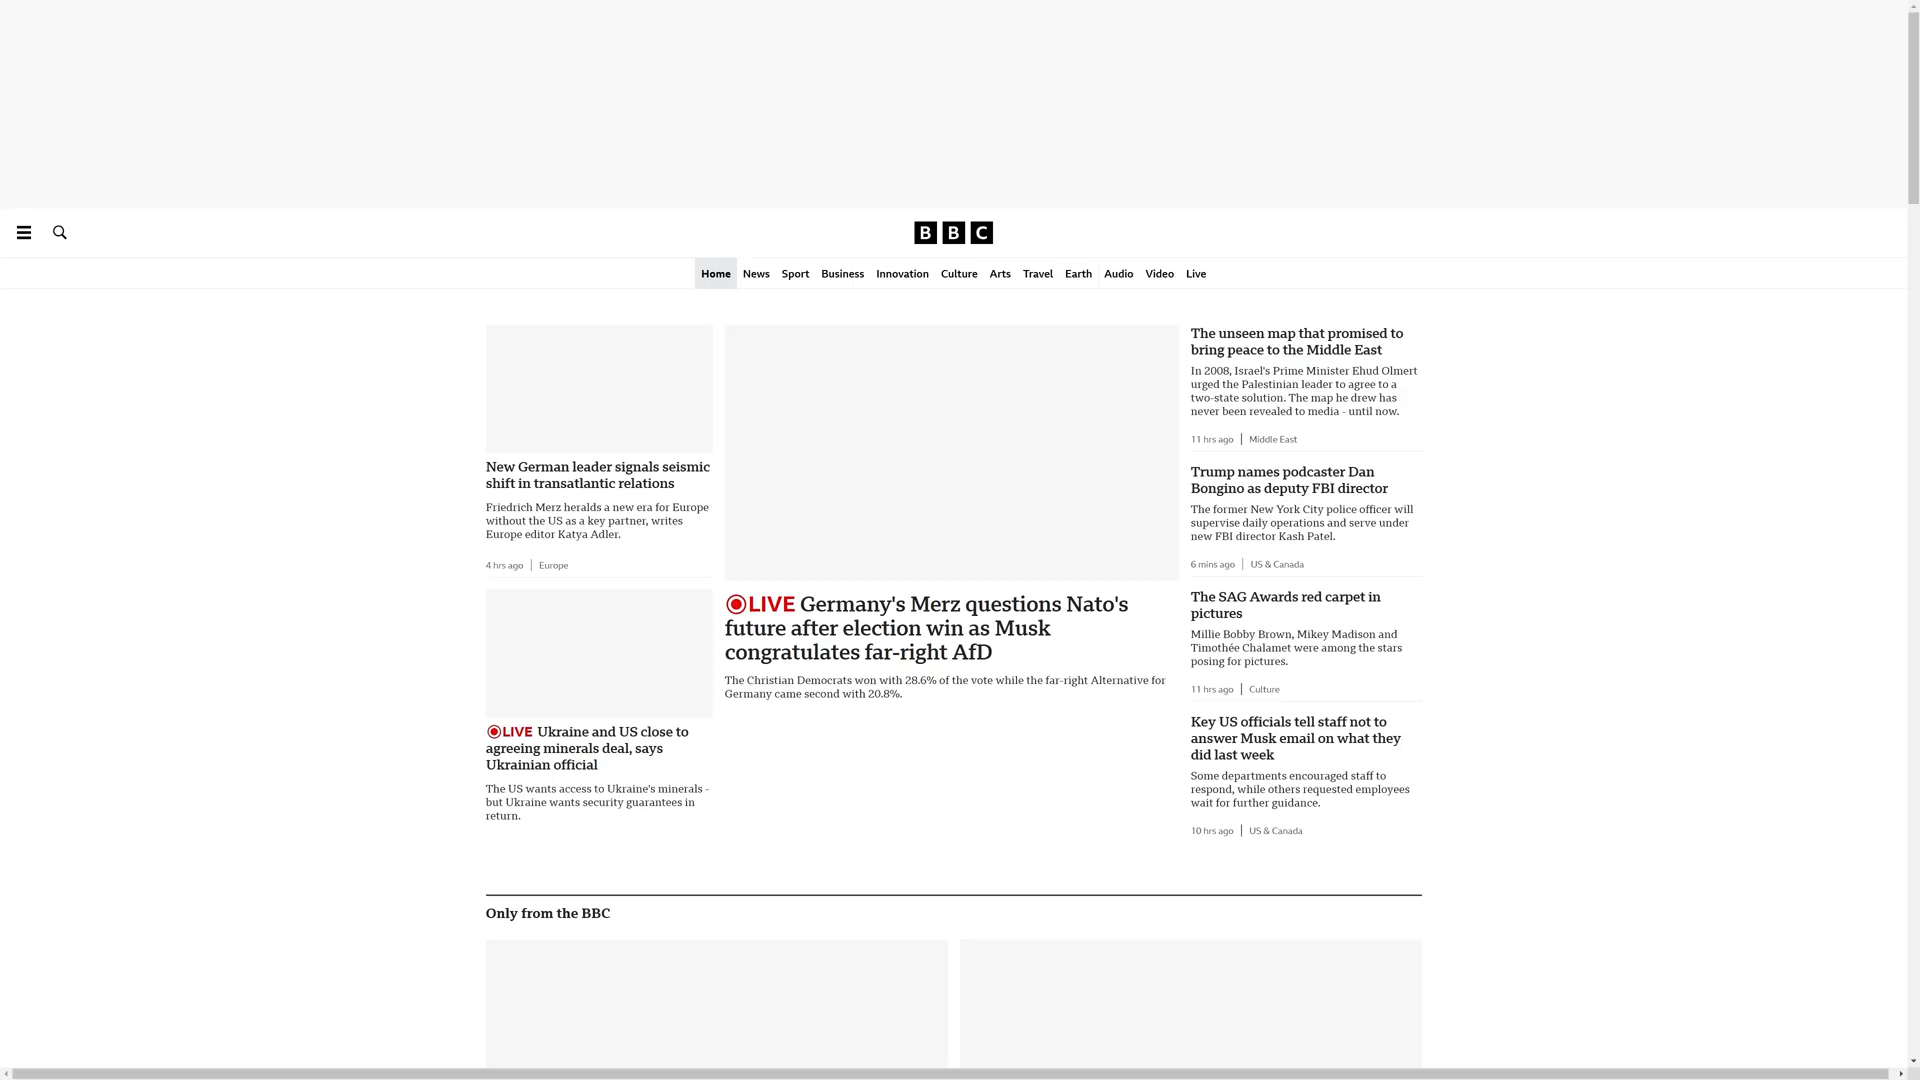 BBC
Home News Sport Business Innovation Culture Arts Travel Earth Audio Video Live
New German leader signals seismic
shift in transatlantic relations
Friedrich Merz heralds a new era for Europe
without the US as a key partner, writes
Europe editor Katya Adler.
4 hrs ago | Europe
LIVE Ukraine and US close to
agreeing minerals deal, says
Ukrainian official
The US wants access to Ukraine's minerals -
but Ukraine wants security guarantees in
return.
LIVE Germany's Merz questions Nato's
future after election win as Musk
congratulates far-right AfD
The Christian Democrats won with 28.6% of the vote while the far-right Alternative for
Germany came second with 20.8%.
The unseen map that promised to
bring peace to the Middle East
In 2008, Israel's Prime Minister Ehud Olmert
urged the Palestinian leader to agree to a
two-state solution. The map he drew has
never been revealed to media - until now.
11 hrs ago | Middle East
Trump names podcaster Dan
Bongino as deputy FBI director
The former New York City police officer will
supervise daily operations and serve under
new FBI director Kash Patel.
6 mins ago | US & Canada
The SAG Awards red carpet in
pictures
Millie Bobby Brown, Mikey Madison and
Timothée Chalamet were among the stars
posing for pictures.
11 hrs ago | Culture
Key US officials tell staff not to
answer Musk email on what they
did last week
Some departments encouraged staff to
respond, while others requested employees
wait for further guidance.
10 hrs ago | US & Canada
Only from the BBC